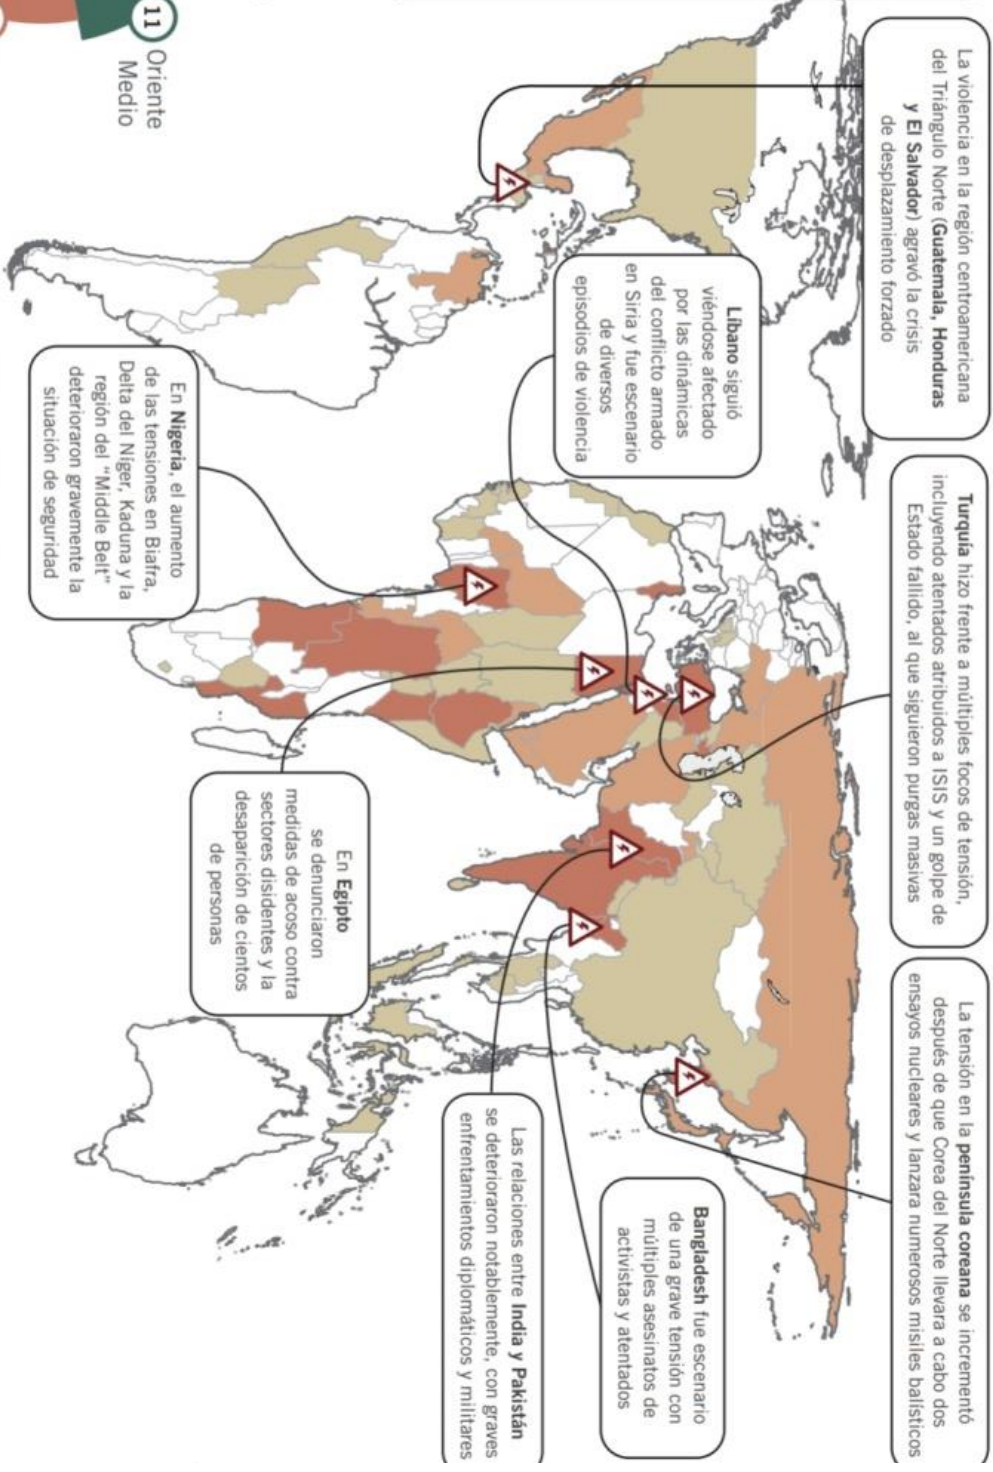 La violencia en la región centroamericana
del Triángulo Norte (Guatemala, Honduras
y El Salvador) agravó la crisis
de desplazamiento forzado
Turquía hizo frente a múltiples focos de tensión,
incluyendo atentados atribuidos a ISIS y un golpe de
Estado fallido, al que siguieron purgas masivas
La tensión en la península coreana se incrementó
después de que Corea del Norte llevara a cabo dos
ensayos nucleares y lanzara numerosos misiles balísticos
Líbano siguió
viéndose afectado
por las dinámicas
del conflicto armado
en Siria y fue escenario
de diversos
episodios de violencia
Bangladesh fue escenario
de una grave tensión con
múltiples asesinatos de
activistas y atentados
Las relaciones entre India y Pakistán
se deterioraron notablemente, con graves
enfrentamientos diplomáticos y militares
En Egipto
se denunciaron
medidas de acoso contra
sectores disidentes y la
desaparición de cientos
de personas
En Nigeria, el aumento
de las tensiones en Biafra,
Delta del Níger, Kaduna y la
región del "Middle Belt"
deterioraron gravemente la
situación de seguridad
11 Oriente
Medio